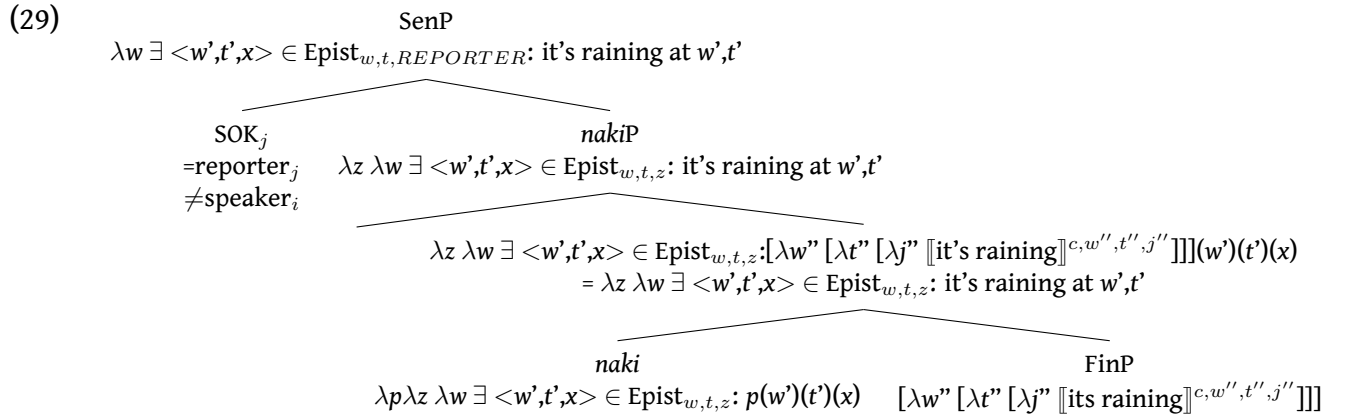 (29)
SenP
λw ∃ <w’,t’,x> ∈ Epist_{w,t,REPORTER}: it’s raining at w’,t’
SOK_j nakiP
=reporter_j λz λw ∃ <w’,t’,x> ∈ Epist_{w,t,z}: it’s raining at w’,t’
≠speaker_i
λz λw ∃ <w’,t’,x> ∈ Epist_{w,t,z}:[λw” [λt” [λj” ⟦it’s raining⟧^{c,w′′,t′′,j′′}]]](w’)(t’)(x)
= λz λw ∃ <w’,t’,x> ∈ Epist_{w,t,z}: it’s raining at w’,t’
naki FinP
λpλz λw ∃ <w’,t’,x> ∈ Epist_{w,t,z}: p(w’)(t’)(x) [λw” [λt” [λj” ⟦its raining⟧^{c,w′′,t′′,j′′}]]]